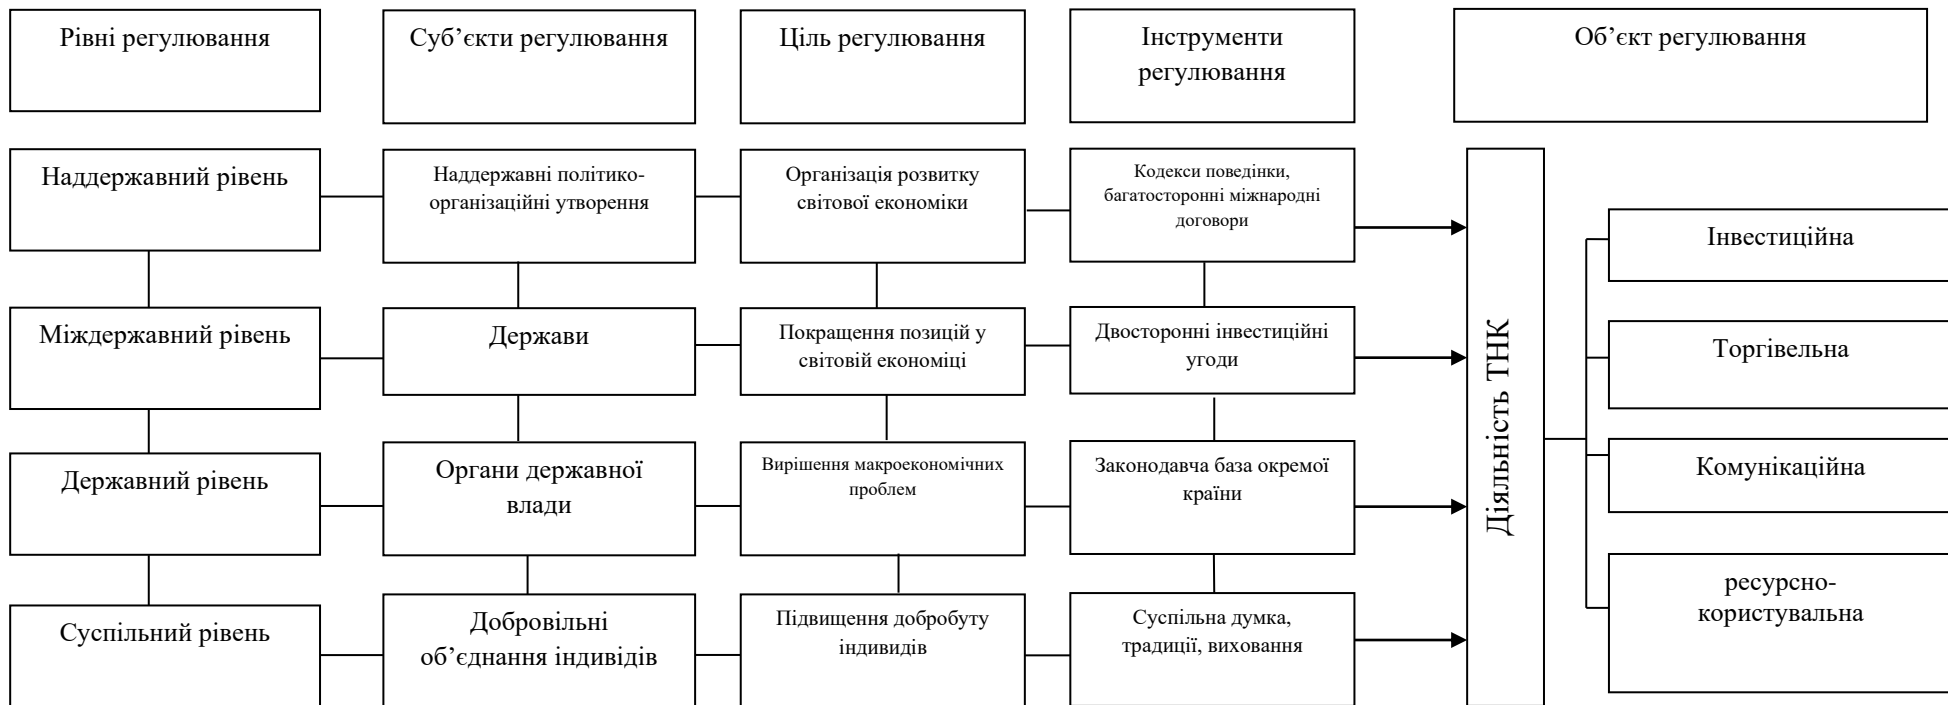 Рівні регулювання
Суб’єкти регулювання
Ціль регулювання
Інструменти
регулювання
Об’єкт регулювання
Наддержавний рівень
Наддержавні політико-
організаційні утворення
Організація розвитку
світової економіки
Кодекси поведінки,
багатосторонні міжнародні
договори
Міждержавний рівень
Держави
Покращення позицій у
світовій економіці
Двосторонні інвестиційні
угоди
Державний рівень
Органи державної
влади
Вирішення макроекономічних
проблем
Законодавча база окремої
країни
Суспільний рівень
Добровільні
об’єднання індивідів
Підвищення добробуту
індивидів
Суспільна думка,
традиції, виховання
Діяльність ТНК
Інвестиційна
Торгівельна
Комунікаційна
ресурсно-
користувальна